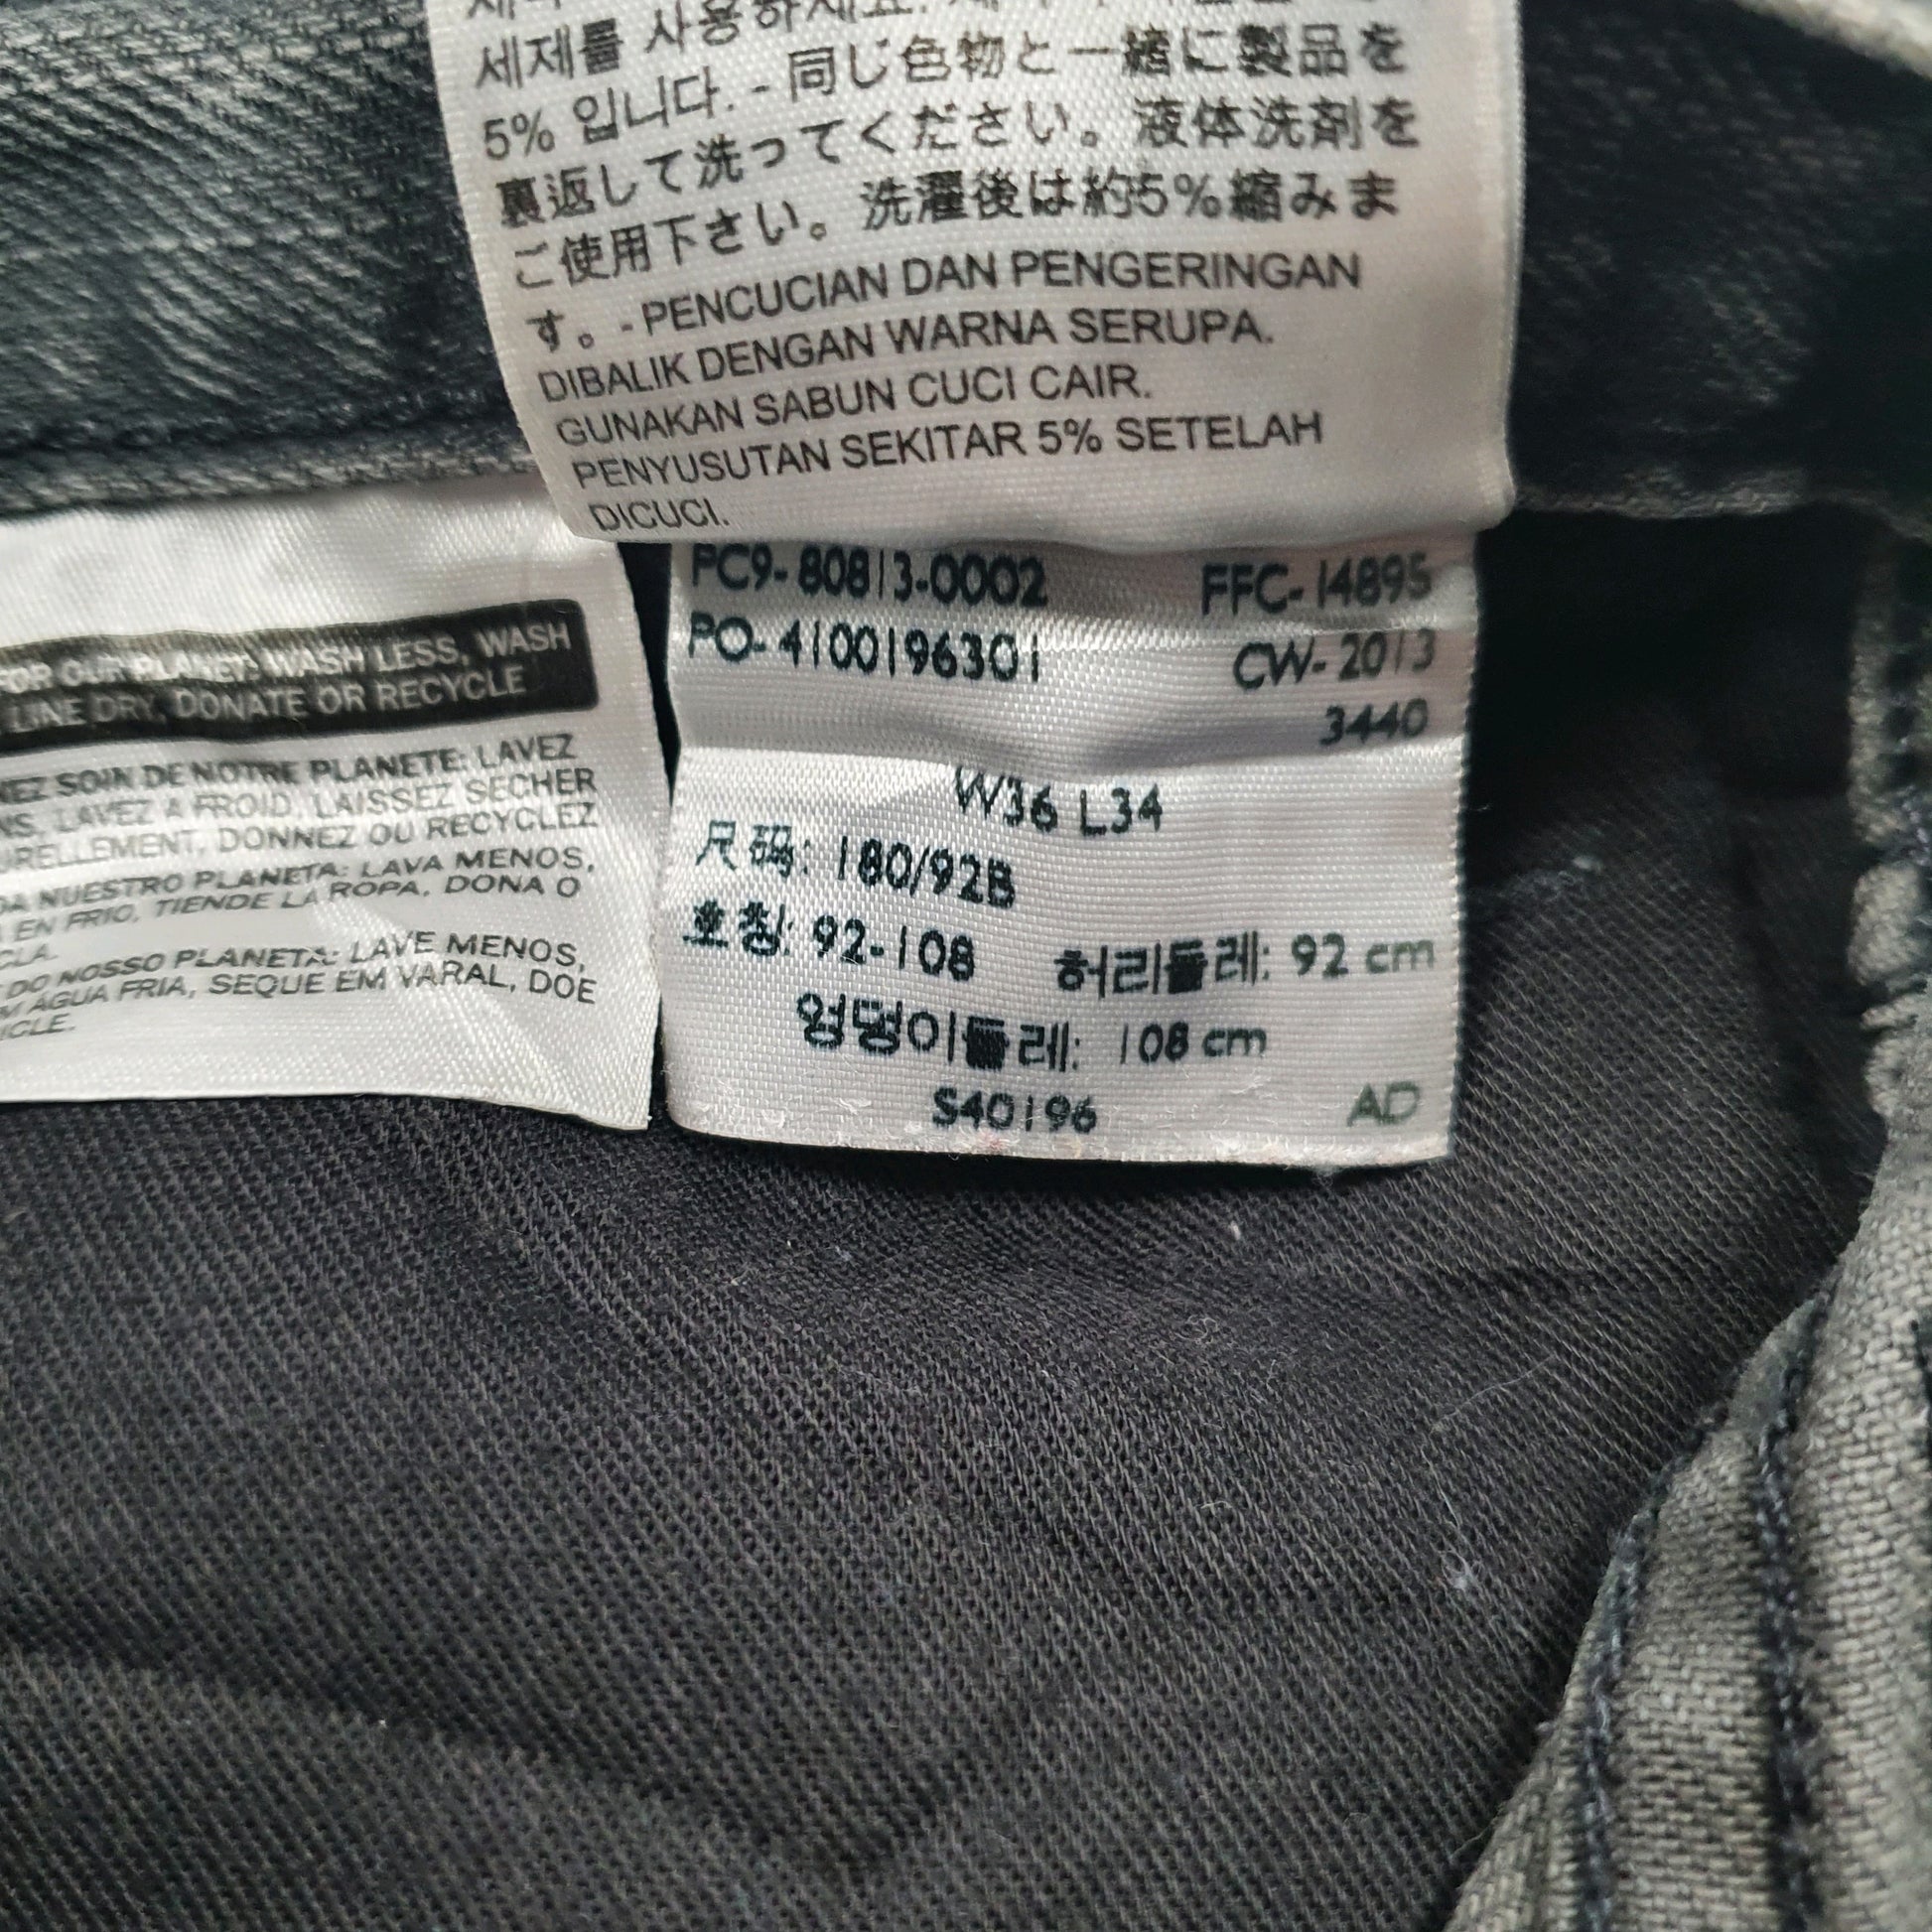 세제를 사용하세요.
5% 입니다. - 同じ色物と一緒に製品を
裏返して洗ってください。液体洗剤を
ご使用下さい。洗濯後は約5%縮みま
す。- PENCUCIAN DAN PENGERINGAN
DIBALIK DENGAN WARNA SERUPA.
GUNAKAN SABUN CUCI CAIR.
PENYUSUTAN SEKITAR 5% SETELAH
DICUCI.
FOR OUR PLANET: WASH LESS, WASH
LINE DRY, DONATE OR RECYCLE
NEZ SOIN DE NOTRE PLANETE: LAVEZ
NS, LAVEZ A FROID, LAISSEZ SECHER
URELLEMENT, DONNEZ OU RECYCLEZ
DA NUESTRO PLANETA: LAVA MENOS,
EN FRIO, TIENDE LA ROPA, DONA O
CLA.
DO NOSSO PLANETA: LAVE MENOS,
M AGUA FRIA, SEQUE EM VARAL, DOE
ICLE.
PC9-80813-0002 FFC-14895
PO-4100196301 CW-2013
3440
W36 L34
尺码: 180/92B
호칭: 92-108 허리둘레: 92 cm
엉덩이둘레: 108 cm
S40196 AD